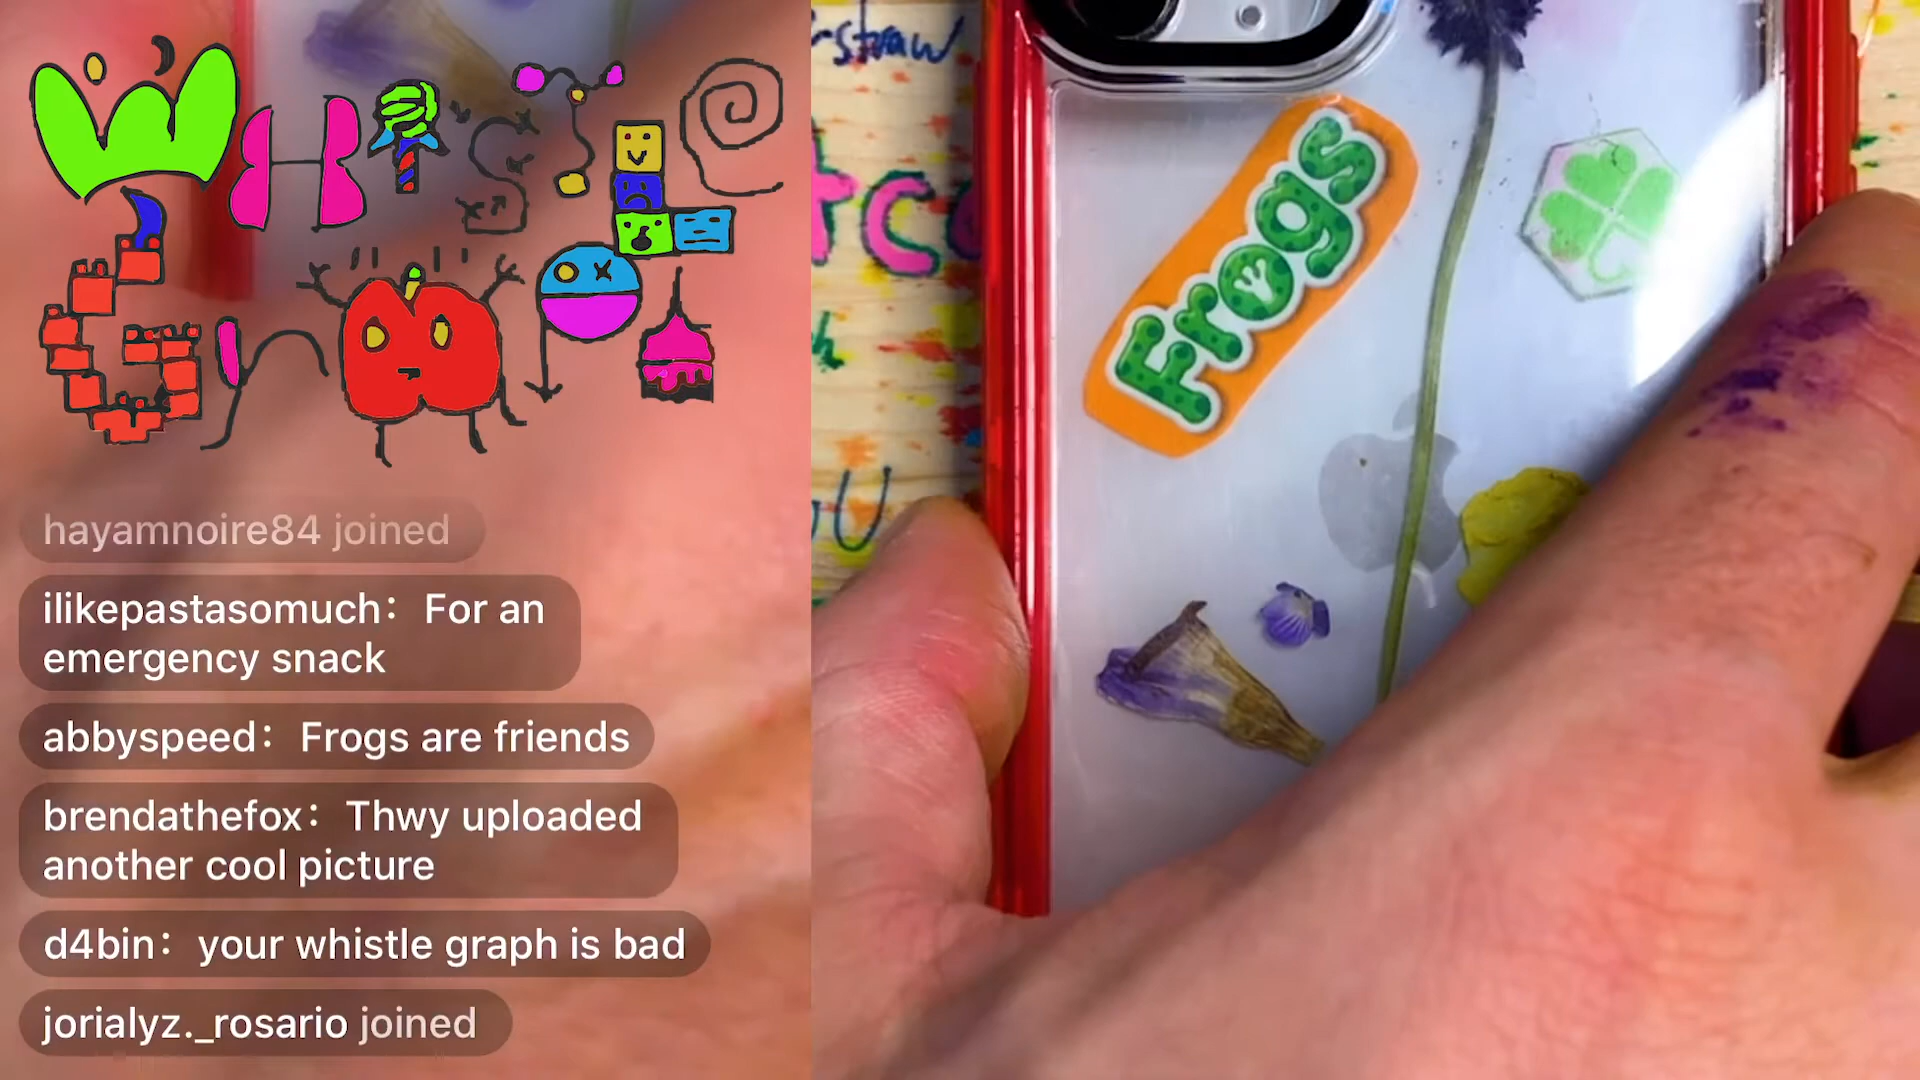 WHISTLE
GrAPH
hayamnoire84 joined
ilikepastasomuch: For an
emergency snack
abbyspeed: Frogs are friends
brendathefox: Thwy uploaded
another cool picture
d4bin: your whistle graph is bad
jorialyz._rosario joined
straw
Frogs